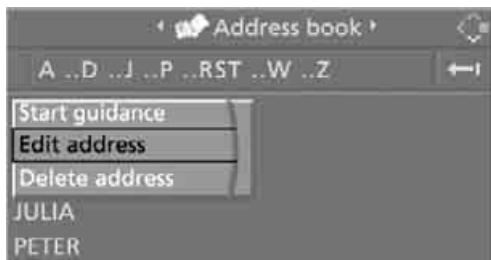 Address book
A ..D ..J ..P ..RST ..W ..Z
Start guidance
Edit address
Delete address
JULIA
PETER